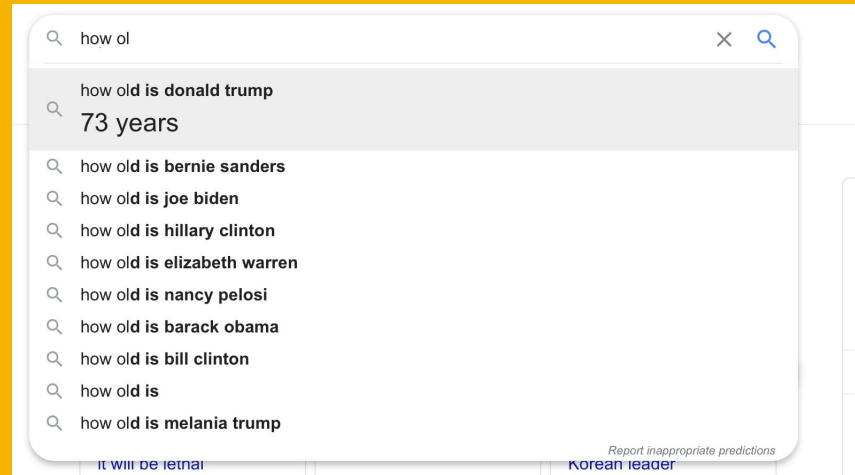 how ol
how old is donald trump
73 years
how old is bernie sanders
how old is joe biden
how old is hillary clinton
how old is elizabeth warren
how old is nancy pelosi
how old is barack obama
how old is bill clinton
how old is
how old is melania trump
Report inappropriate predictions
it will be lethal
Korean leader